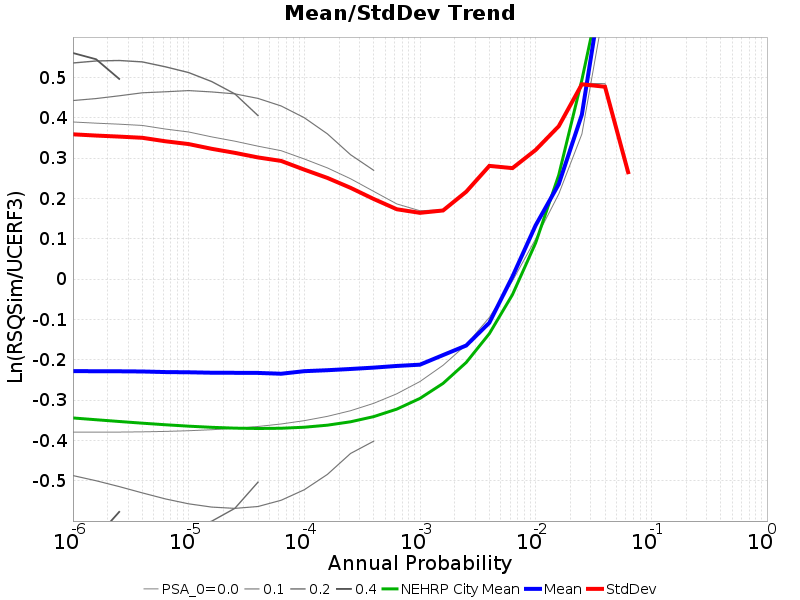 Mean/StdDev Trend
Ln(RSQSim/UCERF3)
0.5
0.4
0.3
0.2
0.1
0
-0.1
-0.2
-0.3
-0.4
-0.5
10^-6 10^-5 10^-4 10^-3 10^-2 10^-1 10^0
Annual Probability
PSA_0=0.0 0.1 0.2 0.4 NEHRP City Mean Mean StdDev